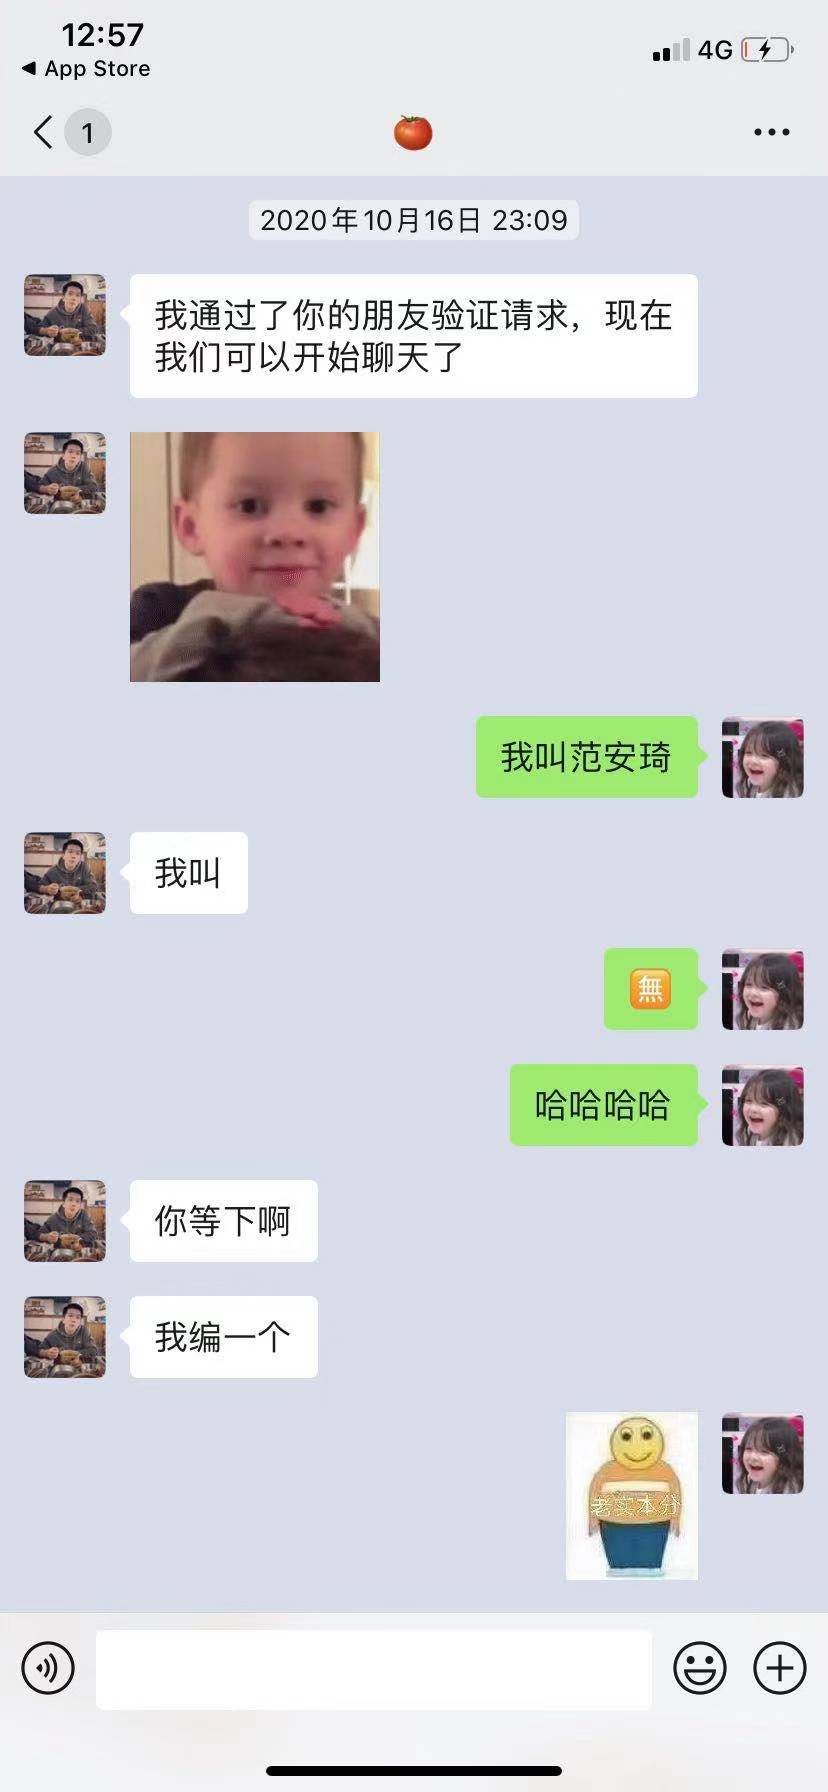 12:57
4G
◀ App Store
1
🍅
2020年10月16日 23:09
我通过了你的朋友验证请求，现在
我们可以开始聊天了
我叫范安琦
我叫
🈚
哈哈哈哈
你等下啊
我编一个
老实本分